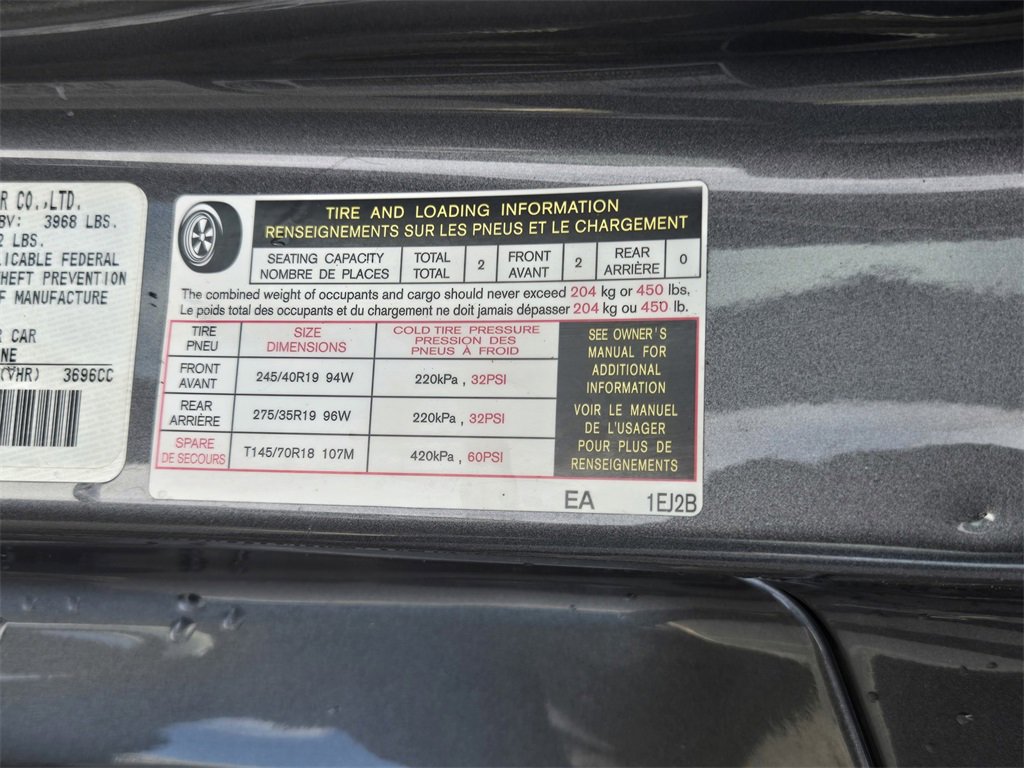 R CO.,LTD.
3968 LBS.
LBS.
FEDERAL
PREVENTION
MANUFACTURE
CAR
(VHR) 3696CC
TIRE AND LOADING INFORMATION
RENSEIGNEMENTS SUR LES PNEUS ET LE CHARGEMENT
SEATING CAPACITY
NOMBRE DE PLACES
TOTAL
TOTAL
2
FRONT
AVANT
2
REAR
ARRIÈRE
0
The combined weight of occupants and cargo should never exceed 204 kg or 450 lbs.
Le poids total des occupants et du chargement ne doit jamais dépasser 204 kg ou 450 lb.
TIRE
PNEU
SIZE
DIMENSIONS
COLD TIRE PRESSURE
PRESSION DES
PNEUS À FROID
FRONT
AVANT
245/40R19 94W
220kPa , 32PSI
REAR
ARRIÈRE
275/35R19 96W
220kPa , 32PSI
SPARE
DE SECOURS
T145/70R18 107M
420kPa , 60PSI
SEE OWNER'S
MANUAL FOR
ADDITIONAL
INFORMATION
VOIR LE MANUEL
DE L'USAGER
POUR PLUS DE
RENSEIGNEMENTS
EA
1EJ2B